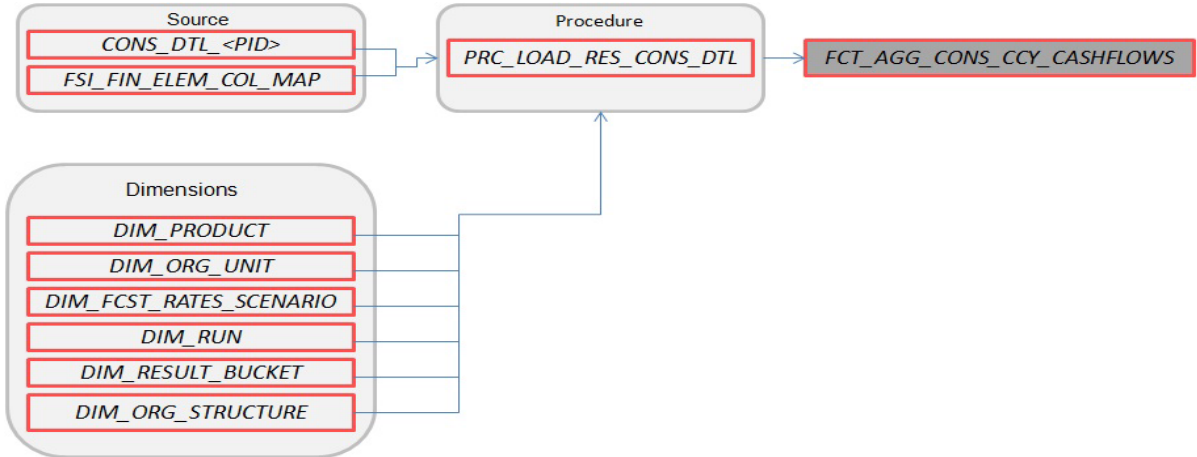 Source
CONS_DTL_<PID>
FSI_FIN_ELEM_COL_MAP
Procedure
PRC_LOAD_RES_CONS_DTL
FCT_AGG_CONS_CCY_CASHFLOWS
Dimensions
DIM_PRODUCT
DIM_ORG_UNIT
DIM_FCST_RATES_SCENARIO
DIM_RUN
DIM_RESULT_BUCKET
DIM_ORG_STRUCTURE